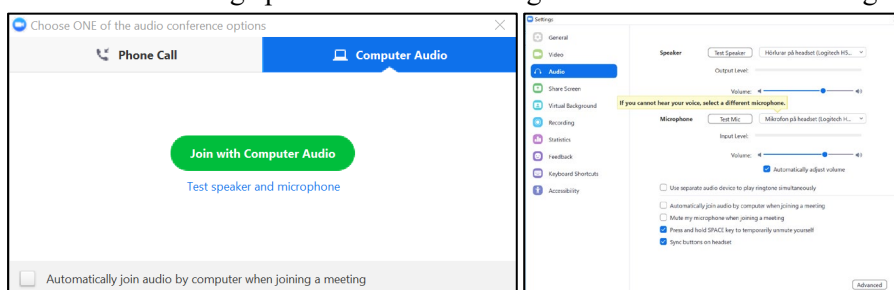 Choose ONE of the audio conference options
Phone Call
Computer Audio
Join with Computer Audio
Test speaker and microphone
Automatically join audio by computer when joining a meeting
Settings
General
Video
Audio
Share Screen
Virtual Background
Recording
Statistics
Feedback
Keyboard Shortcuts
Accessibility
Speaker Test Speaker Hörlurar på headset (Logitech HS...
Output Level:
Volume:
If you cannot hear your voice, select a different microphone.
Microphone Test Mic Mikrofon på headset (Logitech H...
Input Level:
Volume:
Automatically adjust volume
Use separate audio device to play ringtone simultaneously
Automatically join audio by computer when joining a meeting
Mute my microphone when joining a meeting
Press and hold SPACE key to temporarily unmute yourself
Sync buttons on headset
Advanced